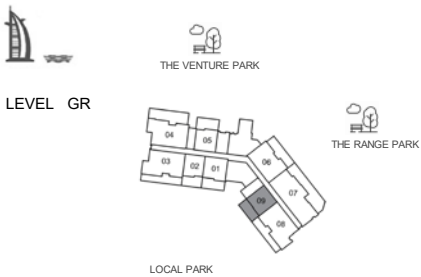 THE VENTURE PARK
LEVEL GR
THE RANGE PARK
04
05
03
02
01
06
07
09
08
LOCAL PARK